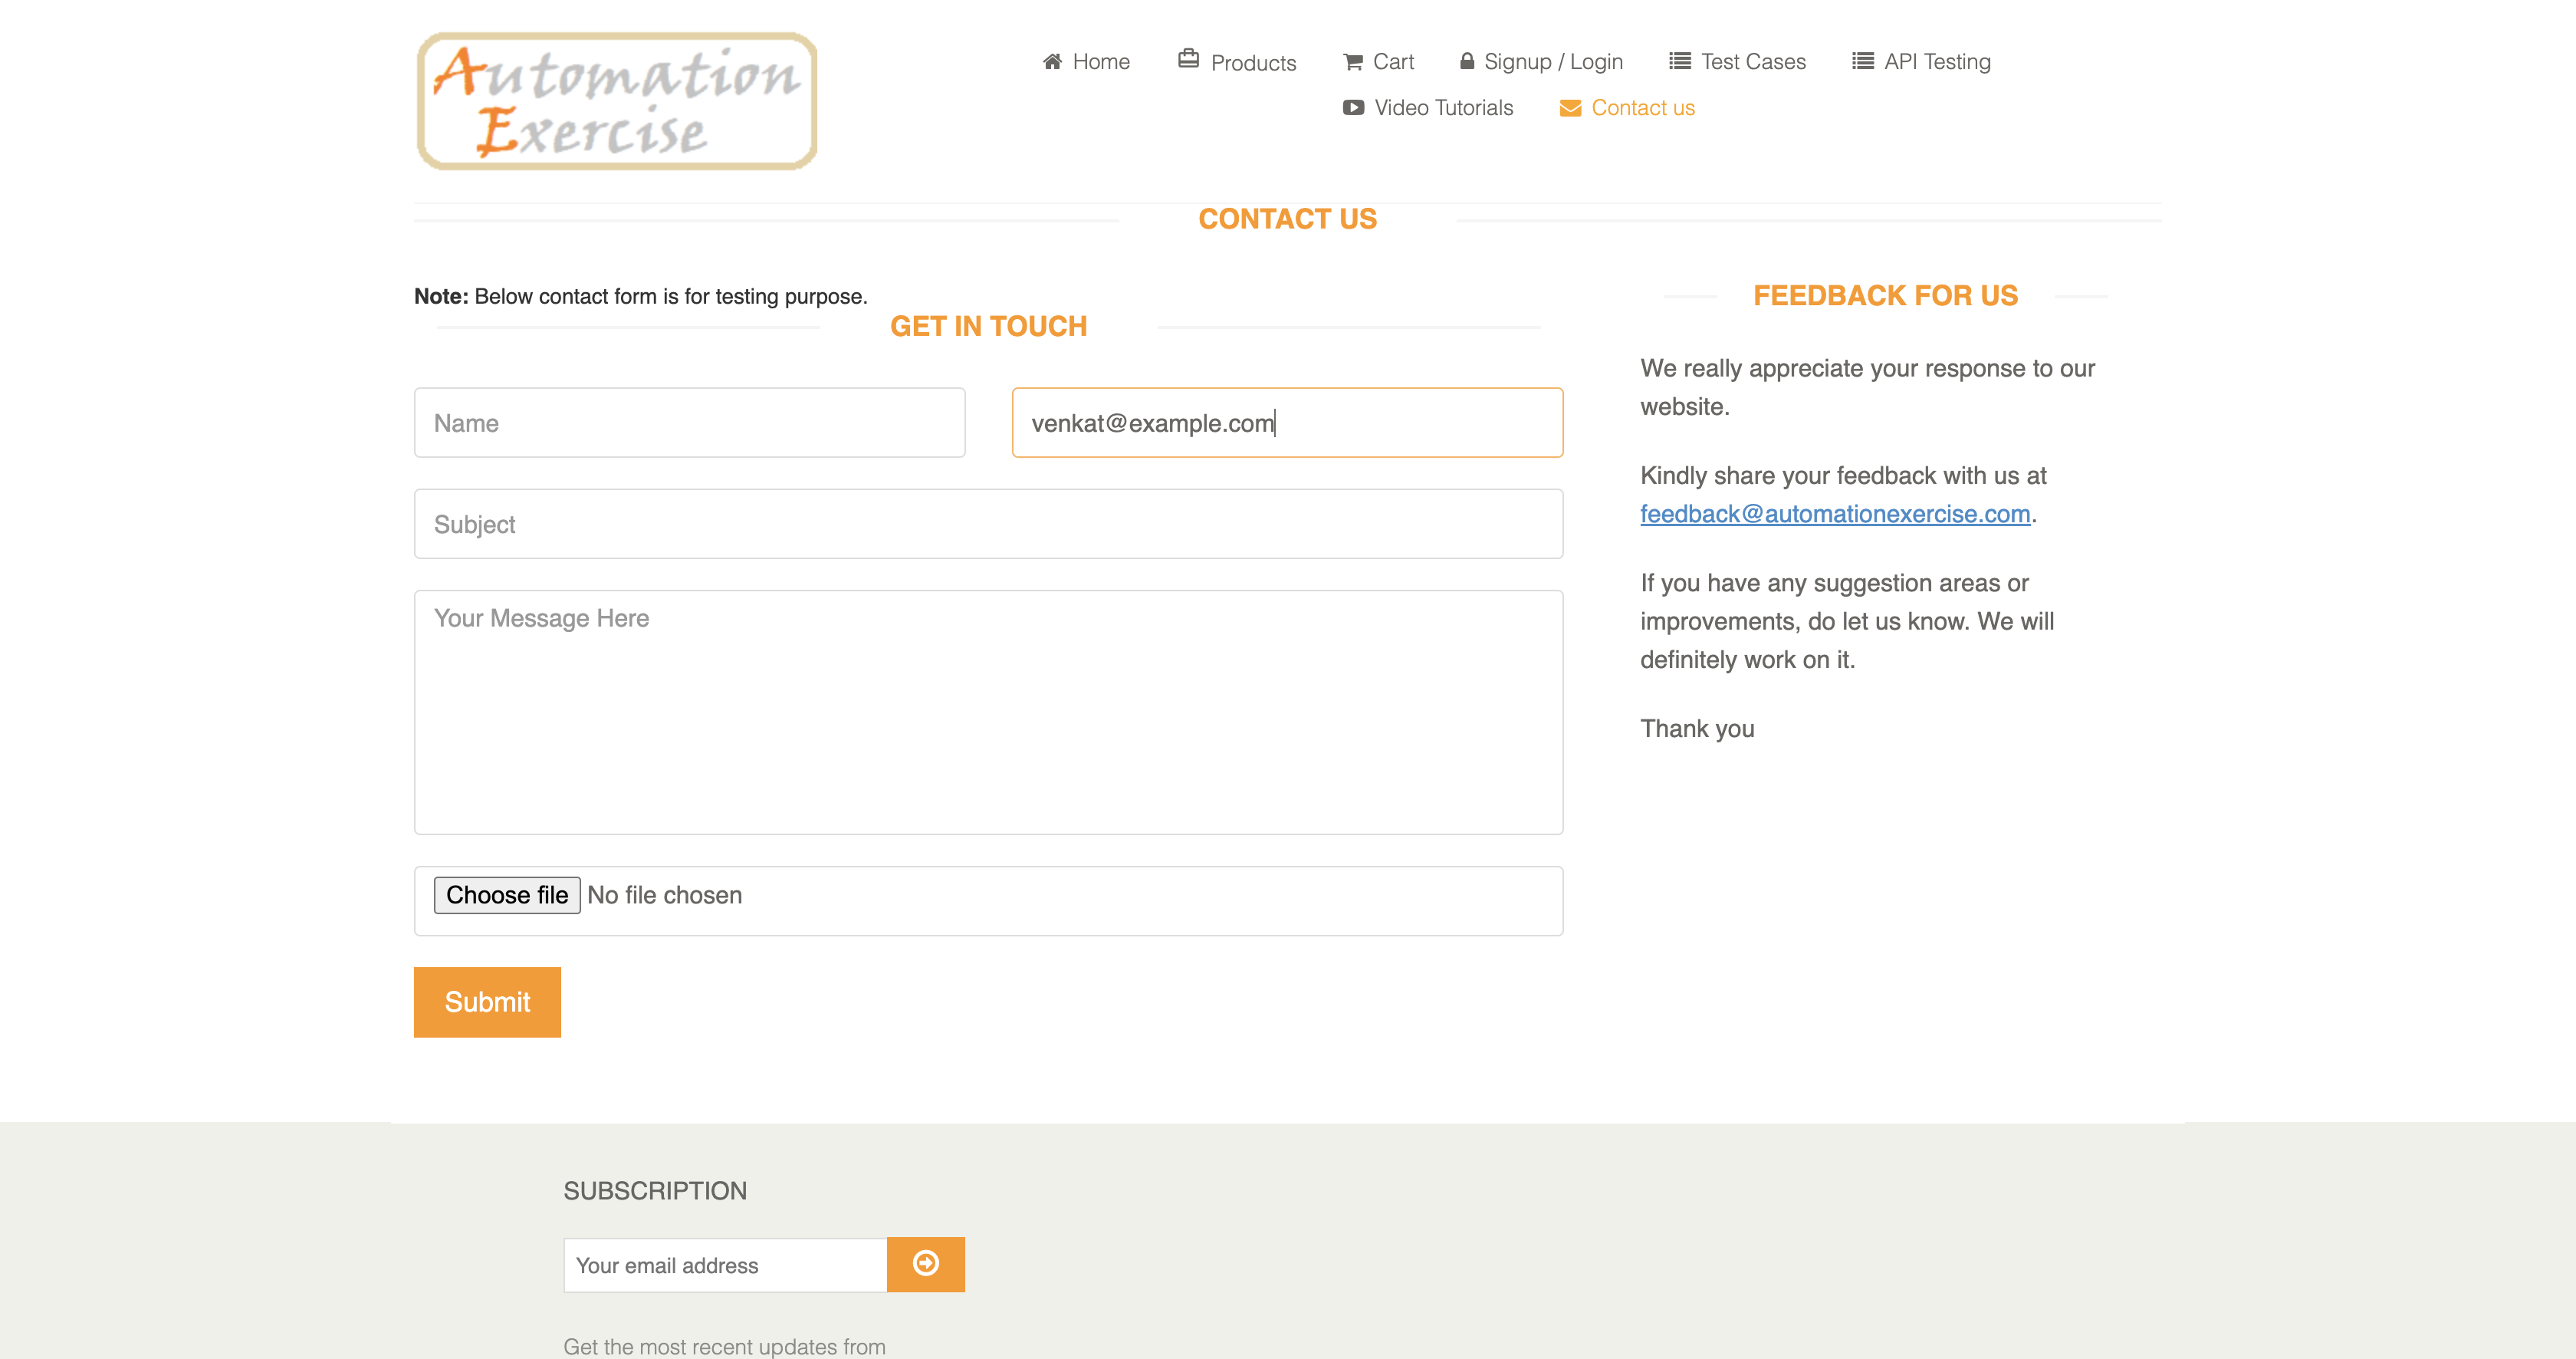 Automation
Exercise
Home
Products
Cart
Signup / Login
Test Cases
API Testing
Video Tutorials
Contact us
CONTACT US
Note: Below contact form is for testing purpose.
GET IN TOUCH
Name
venkat@example.com
Subject
Your Message Here
Choose file No file chosen
Submit
FEEDBACK FOR US
We really appreciate your response to our
website.
Kindly share your feedback with us at
feedback@automationexercise.com.
If you have any suggestion areas or
improvements, do let us know. We will
definitely work on it.
Thank you
SUBSCRIPTION
Your email address
Get the most recent updates from